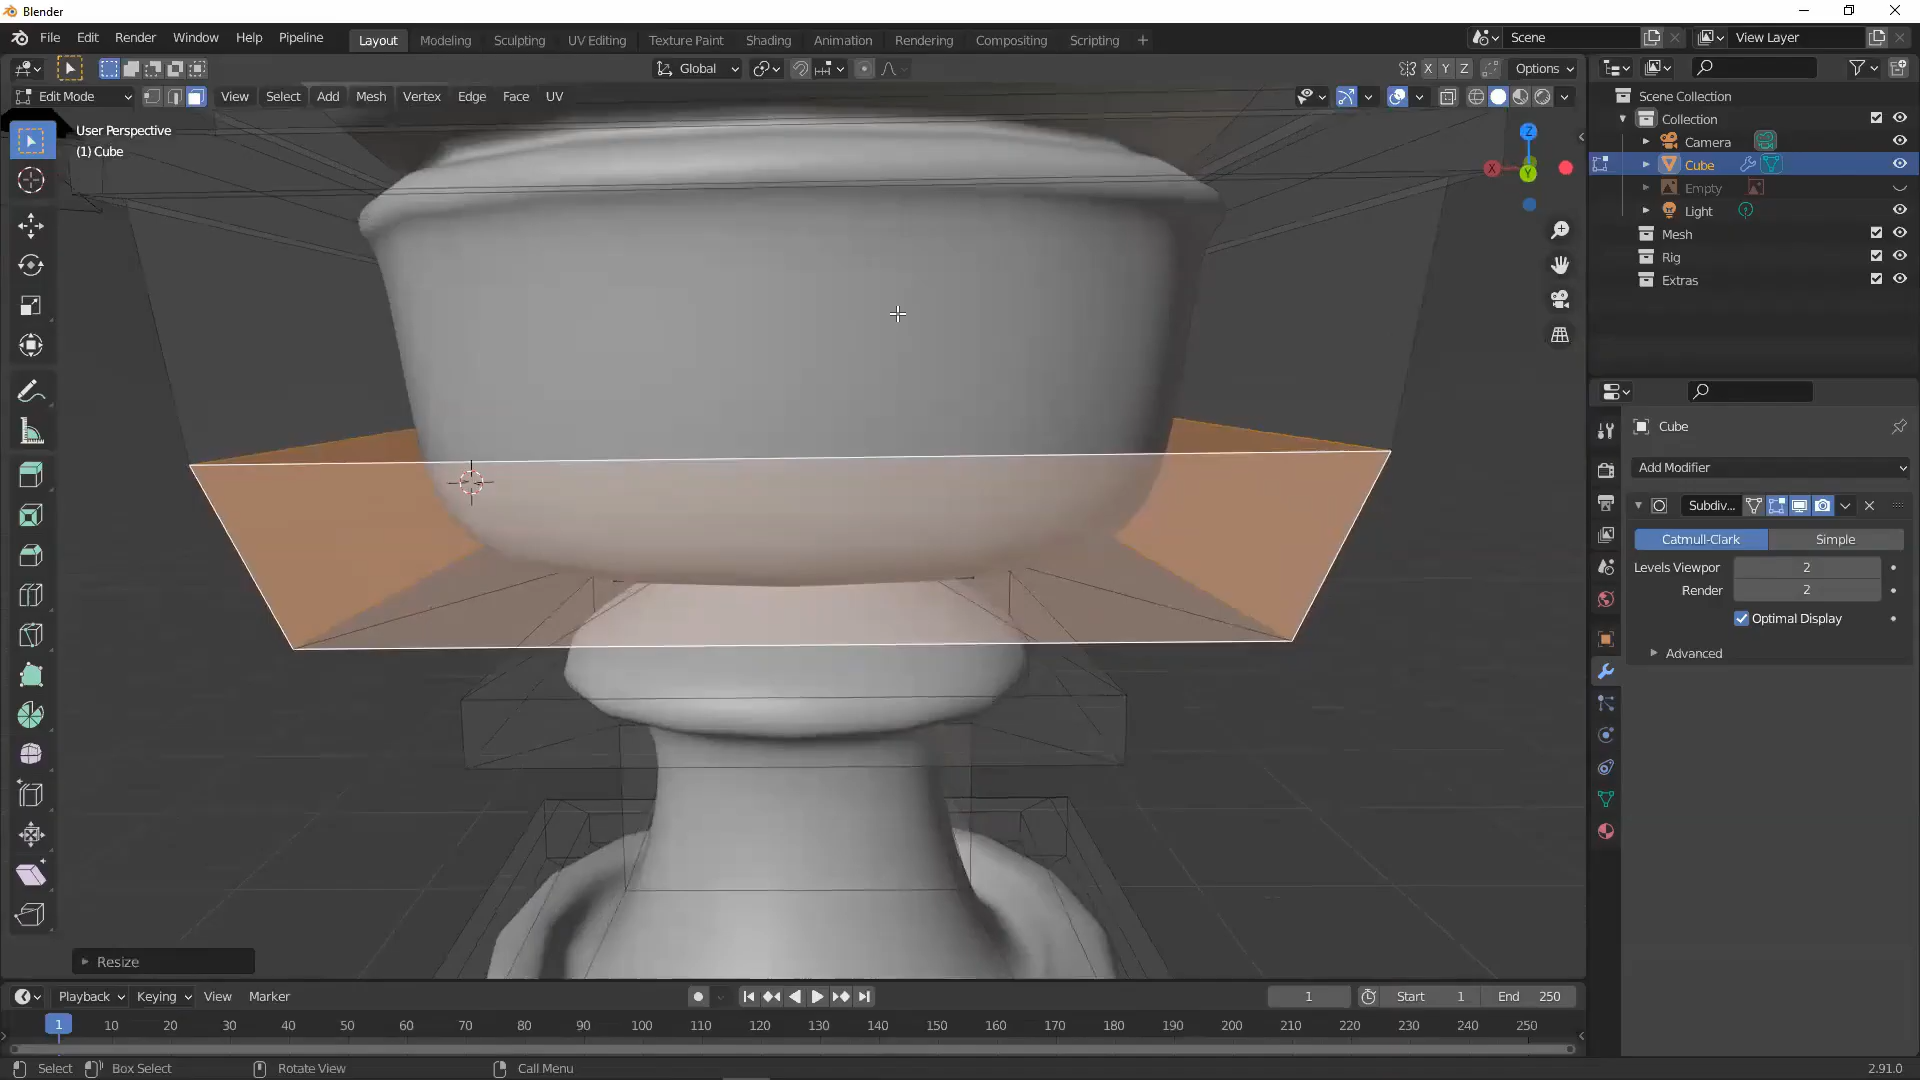 Blender
File Edit Render Window Help Pipeline Layout Modeling Sculpting UV Editing Texture Paint Shading Animation Rendering Compositing Scripting + Scene View Layer
Global X Y Z Options
Edit Mode View Select Add Mesh Vertex Edge Face UV
User Perspective
(1) Cube
Z
X
Y
Scene Collection
Collection
Camera
Cube
Empty
Light
Mesh
Rig
Extras
Cube
Add Modifier
Subdiv...
Catmull-Clark Simple
Levels Viewpor 2
Render 2
Optimal Display
Advanced
Resize
Playback Keying View Marker 1 Start 1 End 250
1 10 20 30 40 50 60 70 80 90 100 110 120 130 140 150 160 170 180 190 200 210 220 230 240 250
Select Box Select Rotate View Call Menu 2.91.0